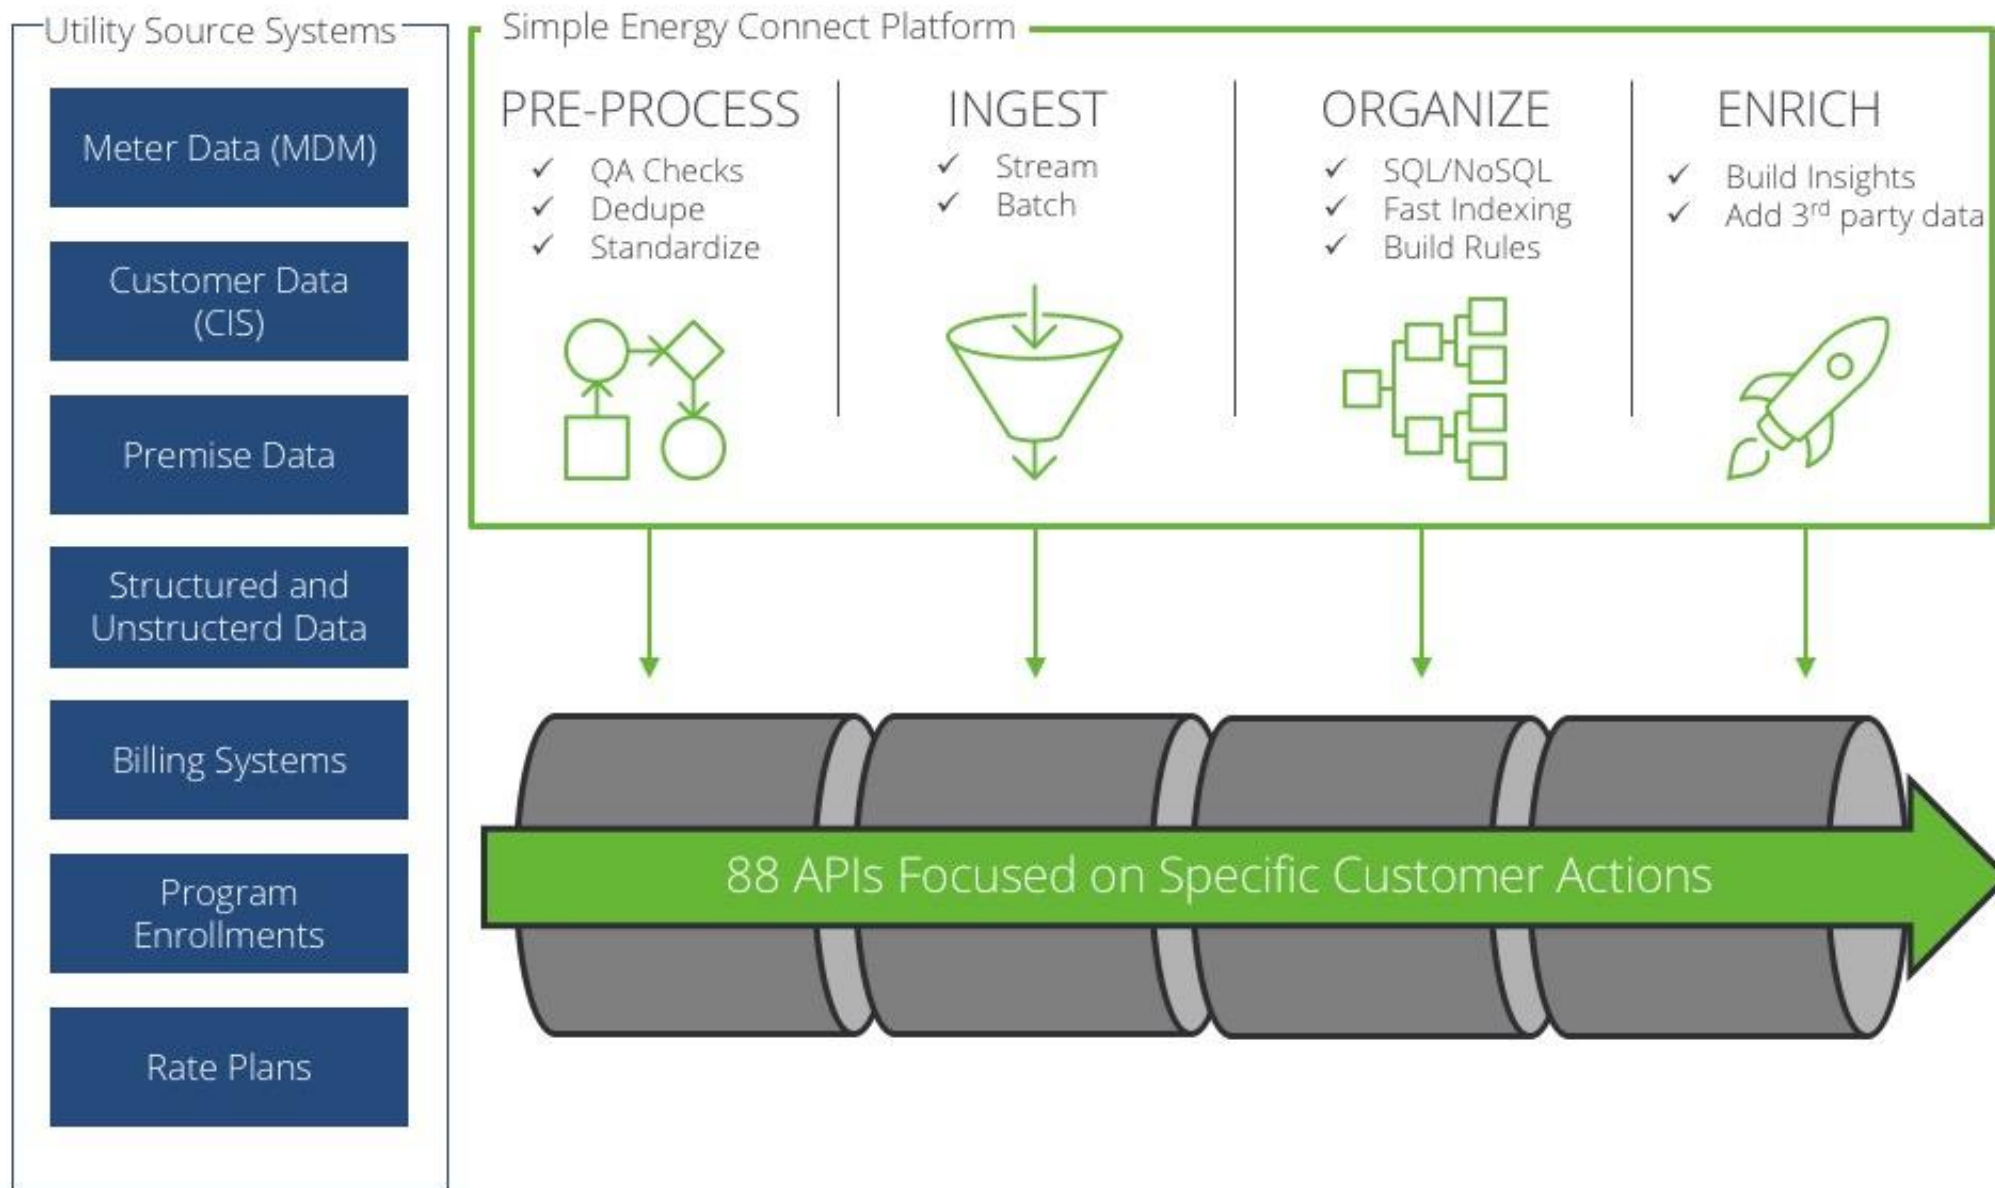 Utility Source Systems
Meter Data (MDM)
Customer Data
(CIS)
Premise Data
Structured and
Unstructerd Data
Billing Systems
Program
Enrollments
Rate Plans
Simple Energy Connect Platform
PRE-PROCESS
✓ QA Checks
✓ Dedupe
✓ Standardize
INGEST
✓ Stream
✓ Batch
ORGANIZE
✓ SQL/NoSQL
✓ Fast Indexing
✓ Build Rules
ENRICH
✓ Build Insights
✓ Add 3rd party data
88 APIs Focused on Specific Customer Actions